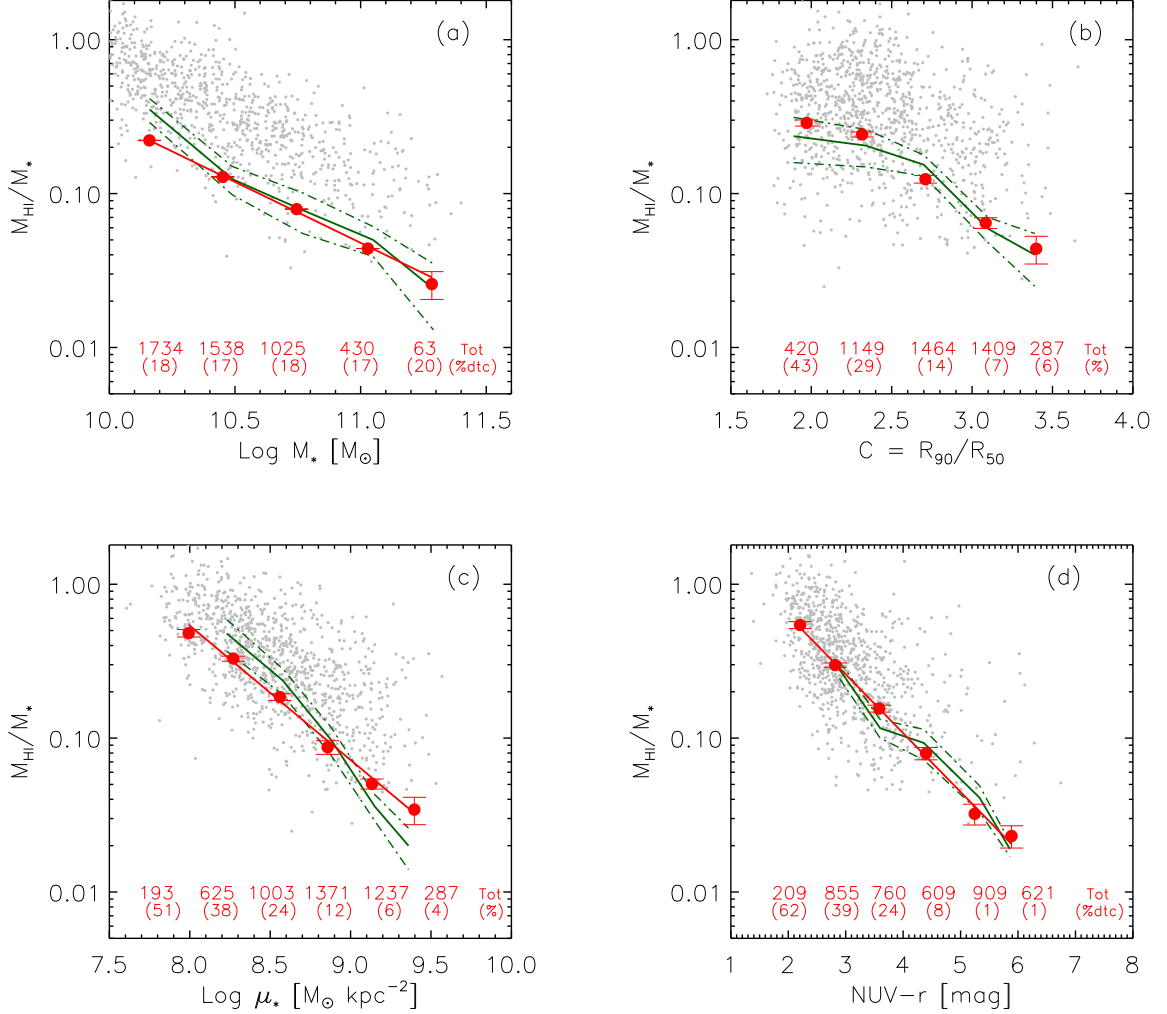 (a)
1.00
0.10
0.01
M_HI/M_*
1734 1538 1025 430 63 Tot
(18) (17) (18) (17) (20) (%dtc)
10.0 10.5 11.0 11.5
Log M_* [M_⊙]
(b)
1.00
0.10
0.01
M_HI/M_*
420 1149 1464 1409 287 Tot
(43) (29) (14) (7) (6) (%)
1.5 2.0 2.5 3.0 3.5 4.0
C = R_90/R_50
(c)
1.00
0.10
0.01
M_HI/M_*
193 625 1003 1371 1237 287 Tot
(51) (38) (24) (12) (6) (4) (%)
7.5 8.0 8.5 9.0 9.5 10.0
Log μ_* [M_⊙ kpc^−2]
(d)
1.00
0.10
0.01
M_HI/M_*
209 855 760 609 909 621 Tot
(62) (39) (24) (8) (1) (1) (%dtc)
1 2 3 4 5 6 7 8
NUV−r [mag]